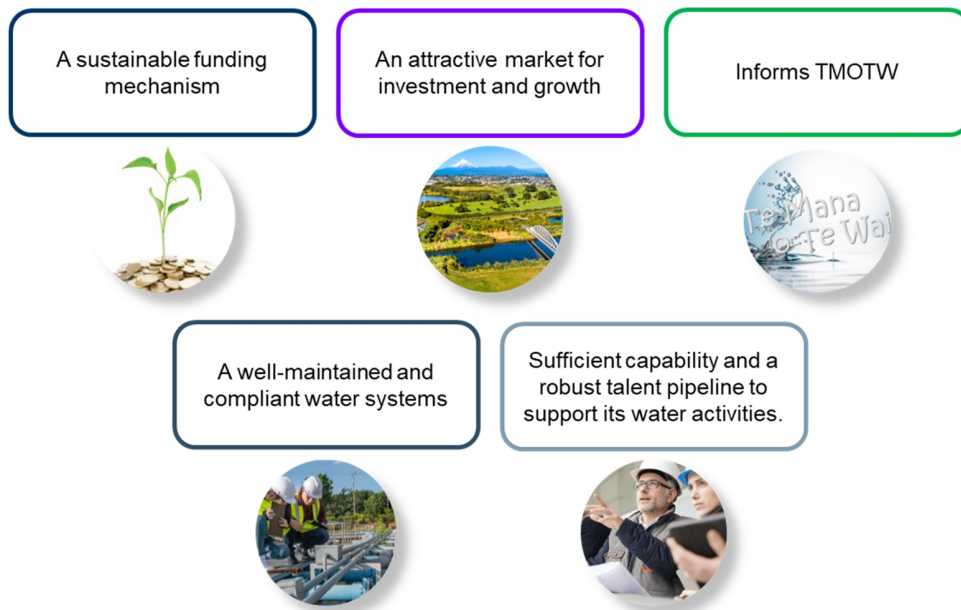 A sustainable funding
mechanism
An attractive market for
investment and growth
Informs TMOTW
Te Mana
o Te Wai
A well-maintained and
compliant water systems
Sufficient capability and a
robust talent pipeline to
support its water activities.